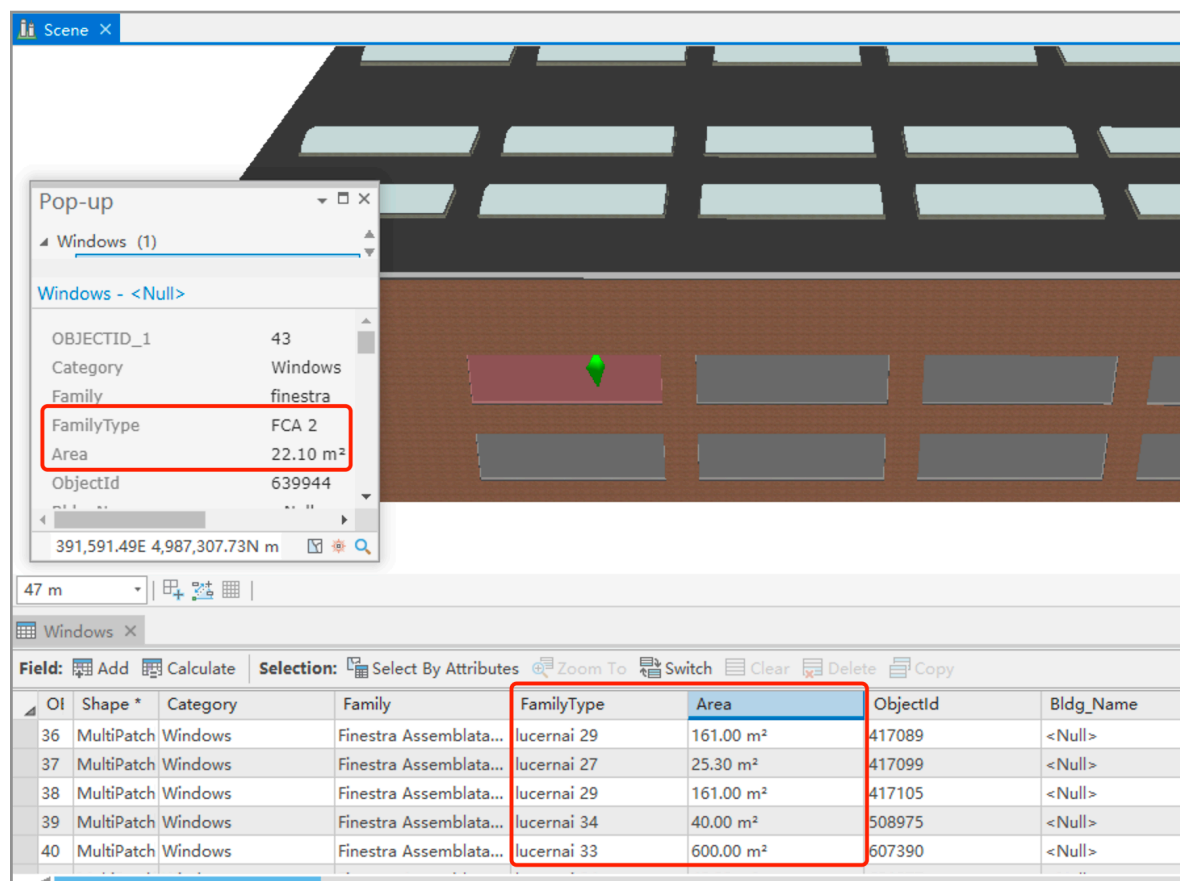 Scene
Pop-up
Windows (1)
Windows - <Null>
OBJECTID_1 43
Category Windows
Family finestra
FamilyType FCA 2
Area 22.10 m²
ObjectId 639944
391,591.49E 4,987,307.73N m
47 m
Windows
Field: Add Calculate Selection: Select By Attributes Zoom To Switch Clear Delete Copy
Shape * Category Family FamilyType Area ObjectId Bldg_Name
36 MultiPatch Windows Finestra Assemblata... lucernai 29 161.00 m² 417089 <Null>
37 MultiPatch Windows Finestra Assemblata... lucernai 27 25.30 m² 417099 <Null>
38 MultiPatch Windows Finestra Assemblata... lucernai 29 161.00 m² 417105 <Null>
39 MultiPatch Windows Finestra Assemblata... lucernai 34 40.00 m² 508975 <Null>
40 MultiPatch Windows Finestra Assemblata... lucernai 33 600.00 m² 607390 <Null>